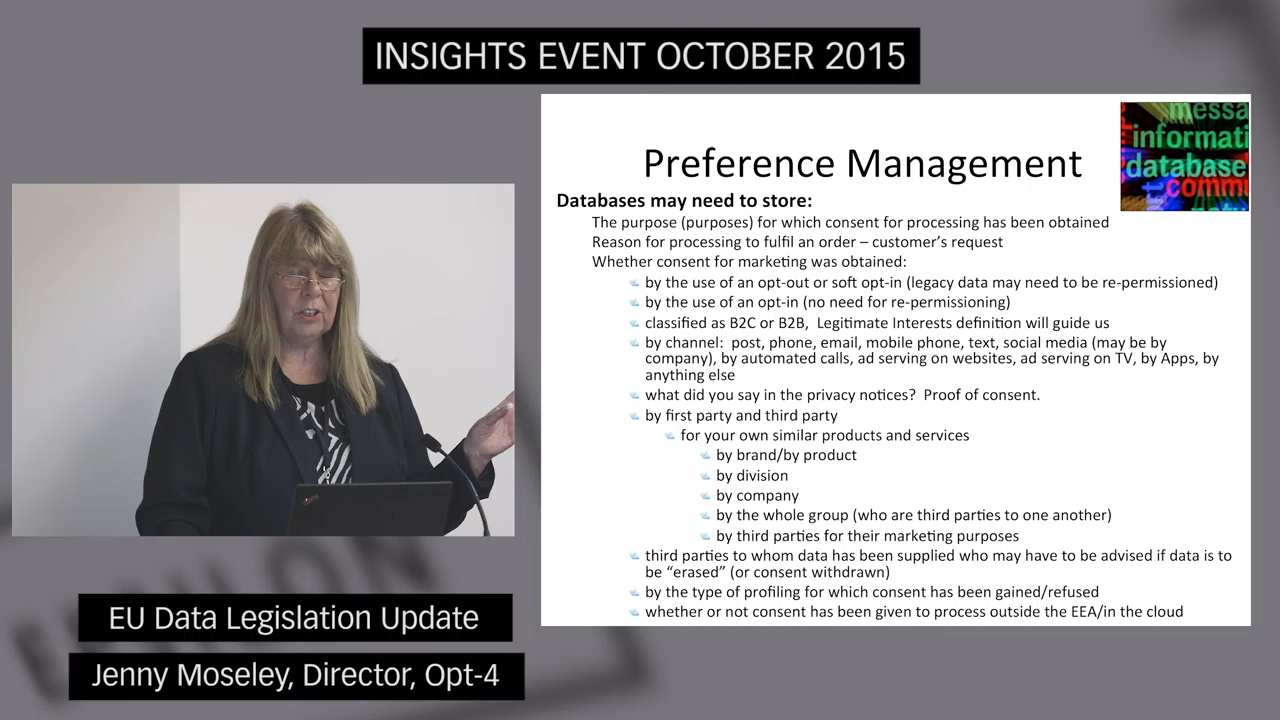 INSIGHTS EVENT OCTOBER 2015
messa
informati
database
commu
Preference Management
Databases may need to store:
The purpose (purposes) for which consent for processing has been obtained
Reason for processing to fulfil an order – customer's request
Whether consent for marketing was obtained:
by the use of an opt-out or soft opt-in (legacy data may need to be re-permissioned)
by the use of an opt-in (no need for re-permissioning)
classified as B2C or B2B, Legitimate Interests definition will guide us
by channel: post, phone, email, mobile phone, text, social media (may be by
company), by automated calls, ad serving on websites, ad serving on TV, by Apps, by
anything else
what did you say in the privacy notices? Proof of consent.
by first party and third party
for your own similar products and services
by brand/by product
by division
by company
by the whole group (who are third parties to one another)
by third parties for their marketing purposes
third parties to whom data has been supplied who may have to be advised if data is to
be “erased” (or consent withdrawn)
by the type of profiling for which consent has been gained/refused
whether or not consent has been given to process outside the EEA/in the cloud
EU Data Legislation Update
Jenny Moseley, Director, Opt-4